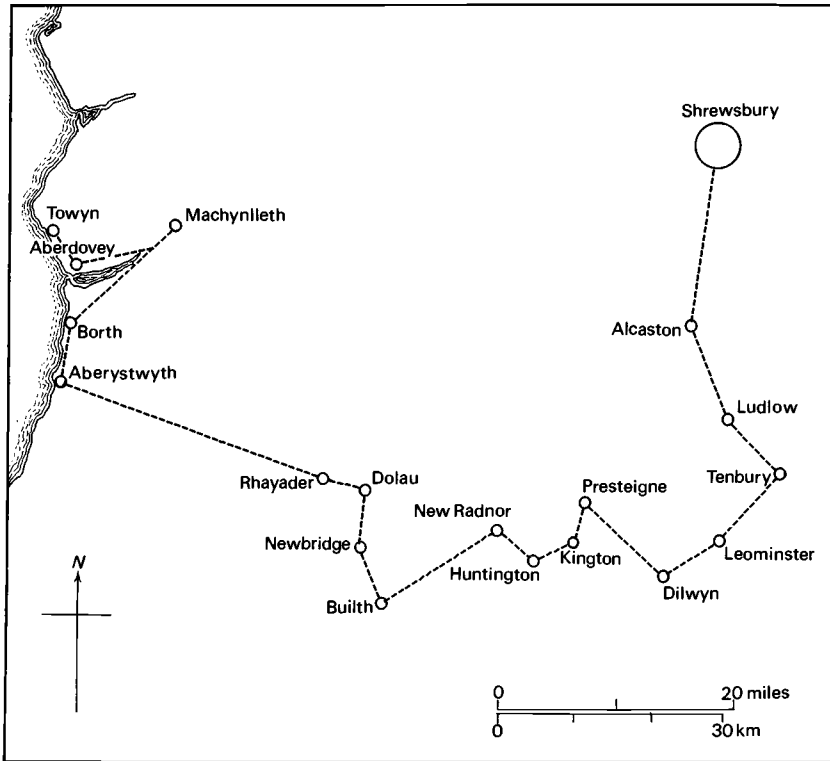 Shrewsbury
Towyn
Machynlleth
Aberdovey
Borth
Alcaston
Aberystwyth
Ludlow
Rhayader
Dolau
Tenbury
Presteigne
New Radnor
Newbridge
Kington
Leominster
Huntington
Dilwyn
Builth
N
0 20 miles
0 30 km